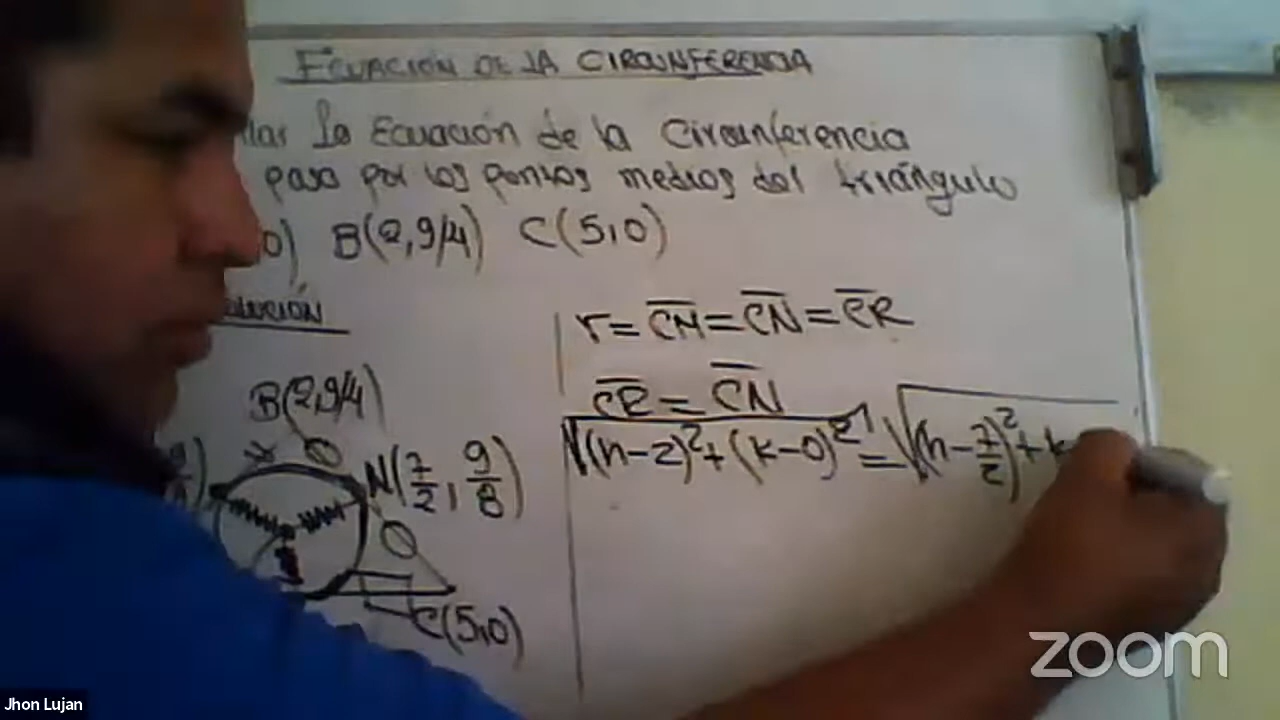 ECUACIÓN DE LA CIRCUNFERENCIA
la Ecuación de la Circunferencia
pasa por los puntos medios del triángulo
0) B(2,9/4) C(5,0)
r = CM = CN = CR
CR = CN
√(h-2)²+(k-0)² = √(h-7/2)²+k
B(2,9/4)
N(7/2, 9/8)
C(5,0)
zoom
Jhon Lujan